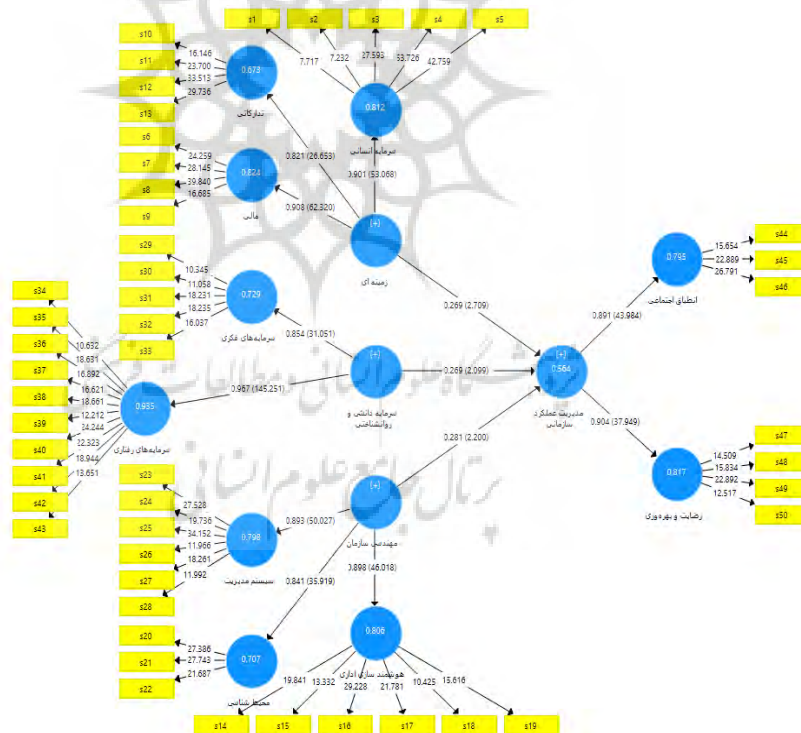 s1
s2
s3
s4
s5
7.717
7.232
27.593
53.726
42.759
0.812
سرمایه انسانی
0.901 (53.068)
s10
s11
s12
s13
16.146
23.700
33.513
29.736
0.673
تدارکاتی
0.821 (26.653)
s6
s7
s8
s9
24.259
28.145
39.840
16.685
0.824
مالی
0.908 (62.320)
[+]
زمینه ای
0.269 (2.709)
s29
s30
s31
s32
s33
10.345
11.058
18.231
18.235
16.037
0.729
سرمایه‌های فکری
0.854 (31.051)
s34
s35
s36
s37
s38
s39
s40
s41
s42
s43
10.632
18.631
16.892
16.621
18.661
12.212
24.244
22.323
18.944
13.651
0.935
سرمایه‌های رفتاری
0.967 (145.251)
[+]
سرمایه دانشی و
روانشناختی
0.269 (2.099)
[+]
0.564
مدیریت عملکرد
سازمانی
0.891 (43.984)
0.795
انطباق اجتماعی
15.654
22.889
26.791
s44
s45
s46
0.904 (37.949)
0.817
رضایت و بهره‌وری
14.509
15.834
22.892
12.517
s47
s48
s49
s50
0.281 (2.200)
[+]
مهندسی سازمان
s23
s24
s25
s26
s27
s28
27.528
19.736
34.152
11.966
18.261
11.992
0.798
سیستم مدیریت
0.893 (50.027)
0.841 (35.919)
0.898 (46.018)
s20
s21
s22
27.386
27.743
21.687
0.707
محیط شناسی
0.806
هوشمند سازی اداری
19.841
13.332
29.228
21.781
10.425
15.616
s14
s15
s16
s17
s18
s19
پرتال جامع علوم انسانی